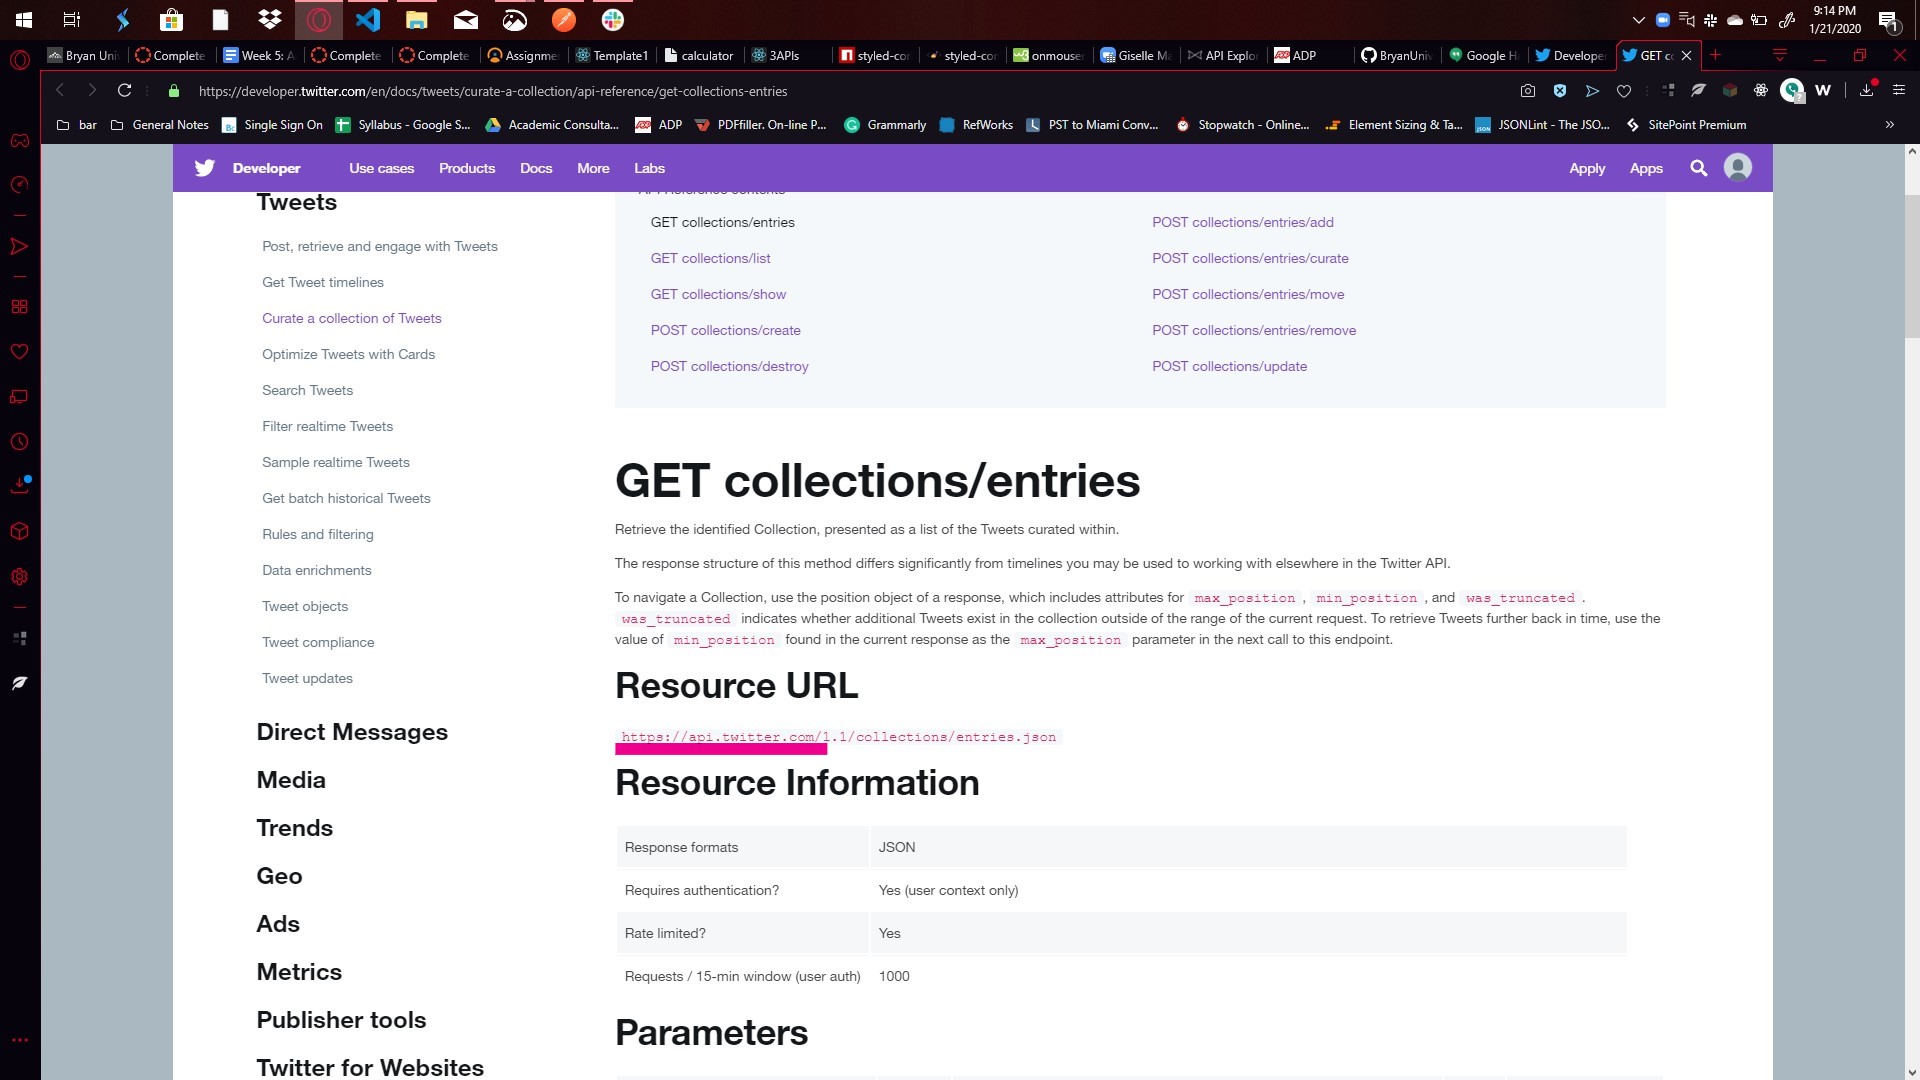 9:14 PM
1/21/2020
1
Bryan Uni
Complete
Week 5: A
Complete
Complete
Assignme
Template1
calculator
3APIs
styled-cor
styled-cor
onmouse
Giselle Ma
API Explo
ADP
BryanUniv
Google H
Develope
GET c
https://developer.twitter.com/en/docs/tweets/curate-a-collection/api-reference/get-collections-entries
bar
General Notes
Single Sign On
Syllabus - Google S...
Academic Consulta...
ADP
PDFfiller. On-line P...
Grammarly
RefWorks
PST to Miami Conv...
Stopwatch - Online...
Element Sizing & Ta...
JSONLint - The JSO...
SitePoint Premium
»
Developer
Use cases
Products
Docs
More
Labs
Apply
Apps
Tweets
Post, retrieve and engage with Tweets
Get Tweet timelines
Curate a collection of Tweets
Optimize Tweets with Cards
Search Tweets
Filter realtime Tweets
Sample realtime Tweets
Get batch historical Tweets
Rules and filtering
Data enrichments
Tweet objects
Tweet compliance
Tweet updates
Direct Messages
Media
Trends
Geo
Ads
Metrics
Publisher tools
Twitter for Websites
API Reference contents
GET collections/entries
POST collections/entries/add
GET collections/list
POST collections/entries/curate
GET collections/show
POST collections/entries/move
POST collections/create
POST collections/entries/remove
POST collections/destroy
POST collections/update
GET collections/entries
Retrieve the identified Collection, presented as a list of the Tweets curated within.
The response structure of this method differs significantly from timelines you may be used to working with elsewhere in the Twitter API.
To navigate a Collection, use the position object of a response, which includes attributes for max_position , min_position , and was_truncated .
was_truncated indicates whether additional Tweets exist in the collection outside of the range of the current request. To retrieve Tweets further back in time, use the
value of min_position found in the current response as the max_position parameter in the next call to this endpoint.
Resource URL
https://api.twitter.com/1.1/collections/entries.json
Resource Information
Response formats JSON
Requires authentication? Yes (user context only)
Rate limited? Yes
Requests / 15-min window (user auth) 1000
Parameters